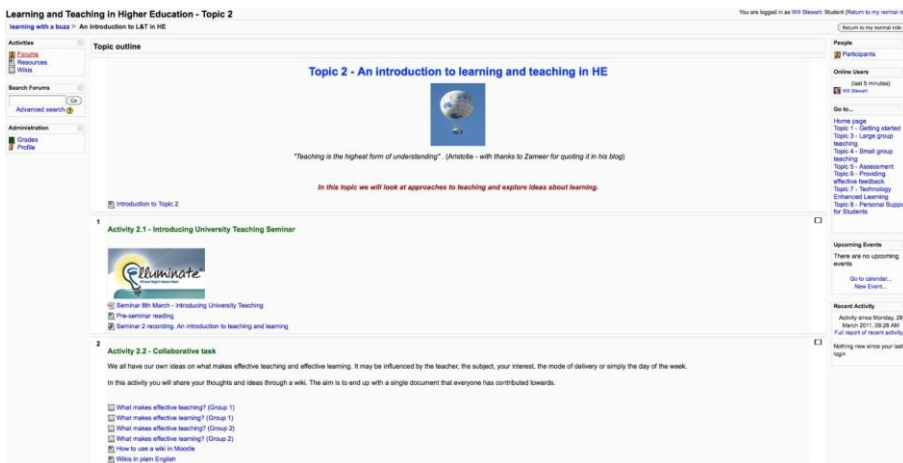 Learning and Teaching in Higher Education - Topic 2
You are logged in as Will Stewart: Student (Return to my normal
learning with a buzz ► An introduction to L&T in HE
Return to my normal role
Activities
Forums
Resources
Wikis
Search Forums
Go
Advanced search
Administration
Grades
Profile
Topic outline
Topic 2 - An introduction to learning and teaching in HE
"Teaching is the highest form of understanding" . (Aristotle - with thanks to Zameer for quoting it in his blog)
In this topic we will look at approaches to teaching and explore ideas about learning.
Introduction to Topic 2
1
Activity 2.1 - Introducing University Teaching Seminar
elluminate
Seminar 8th March - Introducing University Teaching
Pre-seminar reading
Seminar 2 recording. An introduction to teaching and learning
2
Activity 2.2 - Collaborative task
We all have our own ideas on what makes effective teaching and effective learning. It may be influenced by the teacher, the subject, your interest, the mode of delivery or simply the day of the week.
In this activity you will share your thoughts and ideas through a wiki. The aim is to end up with a single document that everyone has contributed towards.
What makes effective teaching? (Group 1)
What makes effective learning? (Group 1)
What makes effective teaching? (Group 2)
What makes effective learning? (Group 2)
How to use a wiki in Moodle
Wikis in plain English
People
Participants
Online Users
(last 5 minutes)
Will Stewart
Go to...
Home page
Topic 1 - Getting started
Topic 3 - Large group
teaching
Topic 4 - Small group
teaching
Topic 5 - Assessment
Topic 6 - Providing
effective feedback
Topic 7 - Technology
Enhanced Learning
Topic 8 - Personal Suppo
for Students
Upcoming Events
There are no upcoming
events
Go to calendar...
New Event...
Recent Activity
Activity since Monday, 28
March 2011, 09:28 AM
Full report of recent activity
Nothing new since your last
login